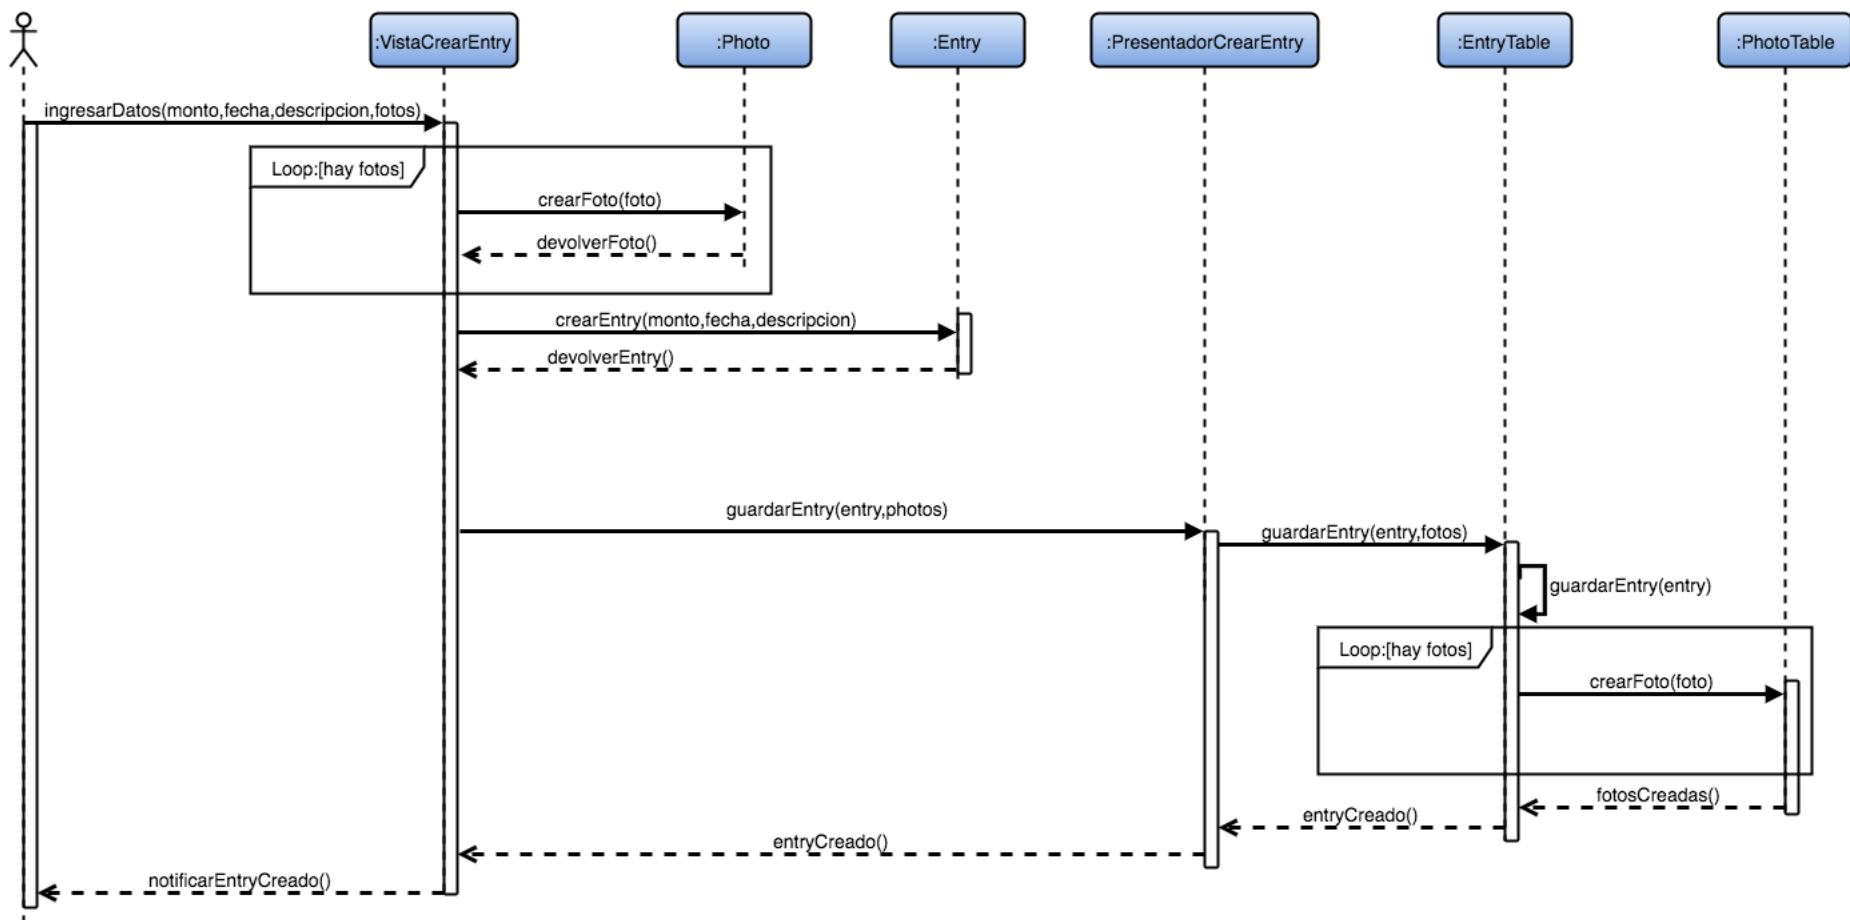 :VistaCrearEntry
:Photo
:Entry
:PresentadorCrearEntry
:EntryTable
:PhotoTable
ingresarDatos(monto,fecha,descripcion,fotos)
Loop:[hay fotos]
crearFoto(foto)
devolverFoto()
crearEntry(monto,fecha,descripcion)
devolverEntry()
guardarEntry(entry,photos)
guardarEntry(entry,fotos)
guardarEntry(entry)
Loop:[hay fotos]
crearFoto(foto)
fotosCreadas()
entryCreado()
entryCreado()
notificarEntryCreado()